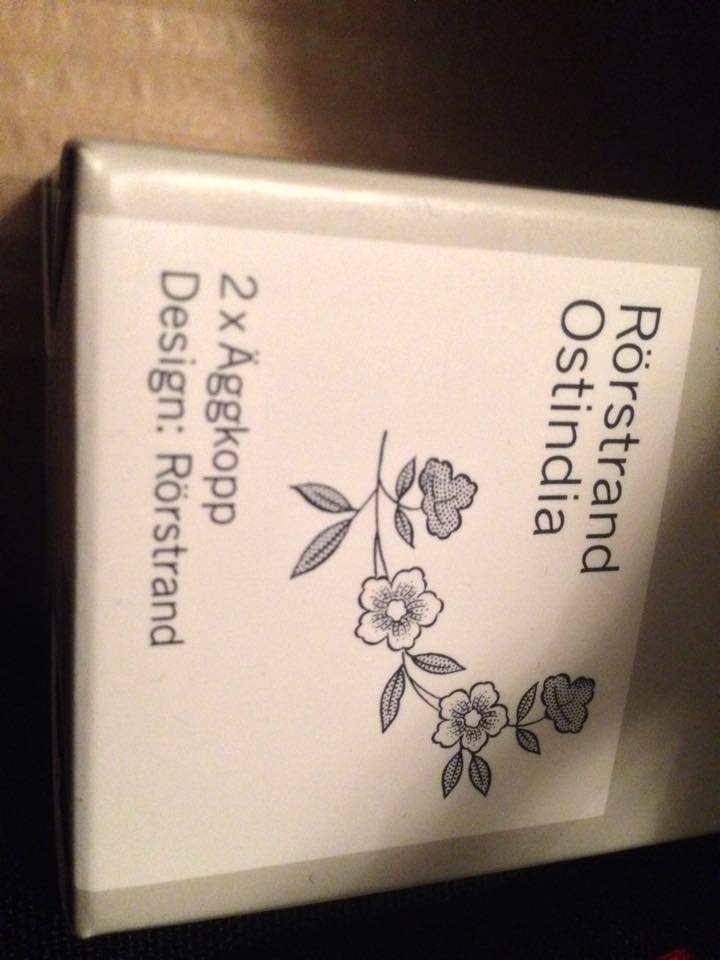 Rörstrand
Ostindia
2 x Äggkopp
Design: Rörstrand